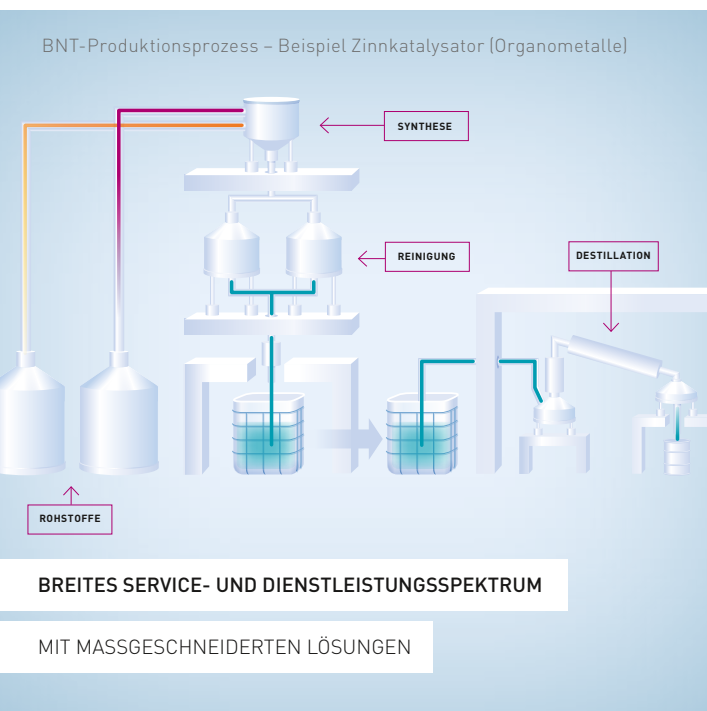 BNT-Produktionsprozess – Beispiel Zinnkatalysator (Organometalle)
SYNTHESE
REINIGUNG
DESTILLATION
ROHSTOFFE
BREITES SERVICE- UND DIENSTLEISTUNGSSPEKTRUM
MIT MASSGESCHNEIDERTEN LÖSUNGEN